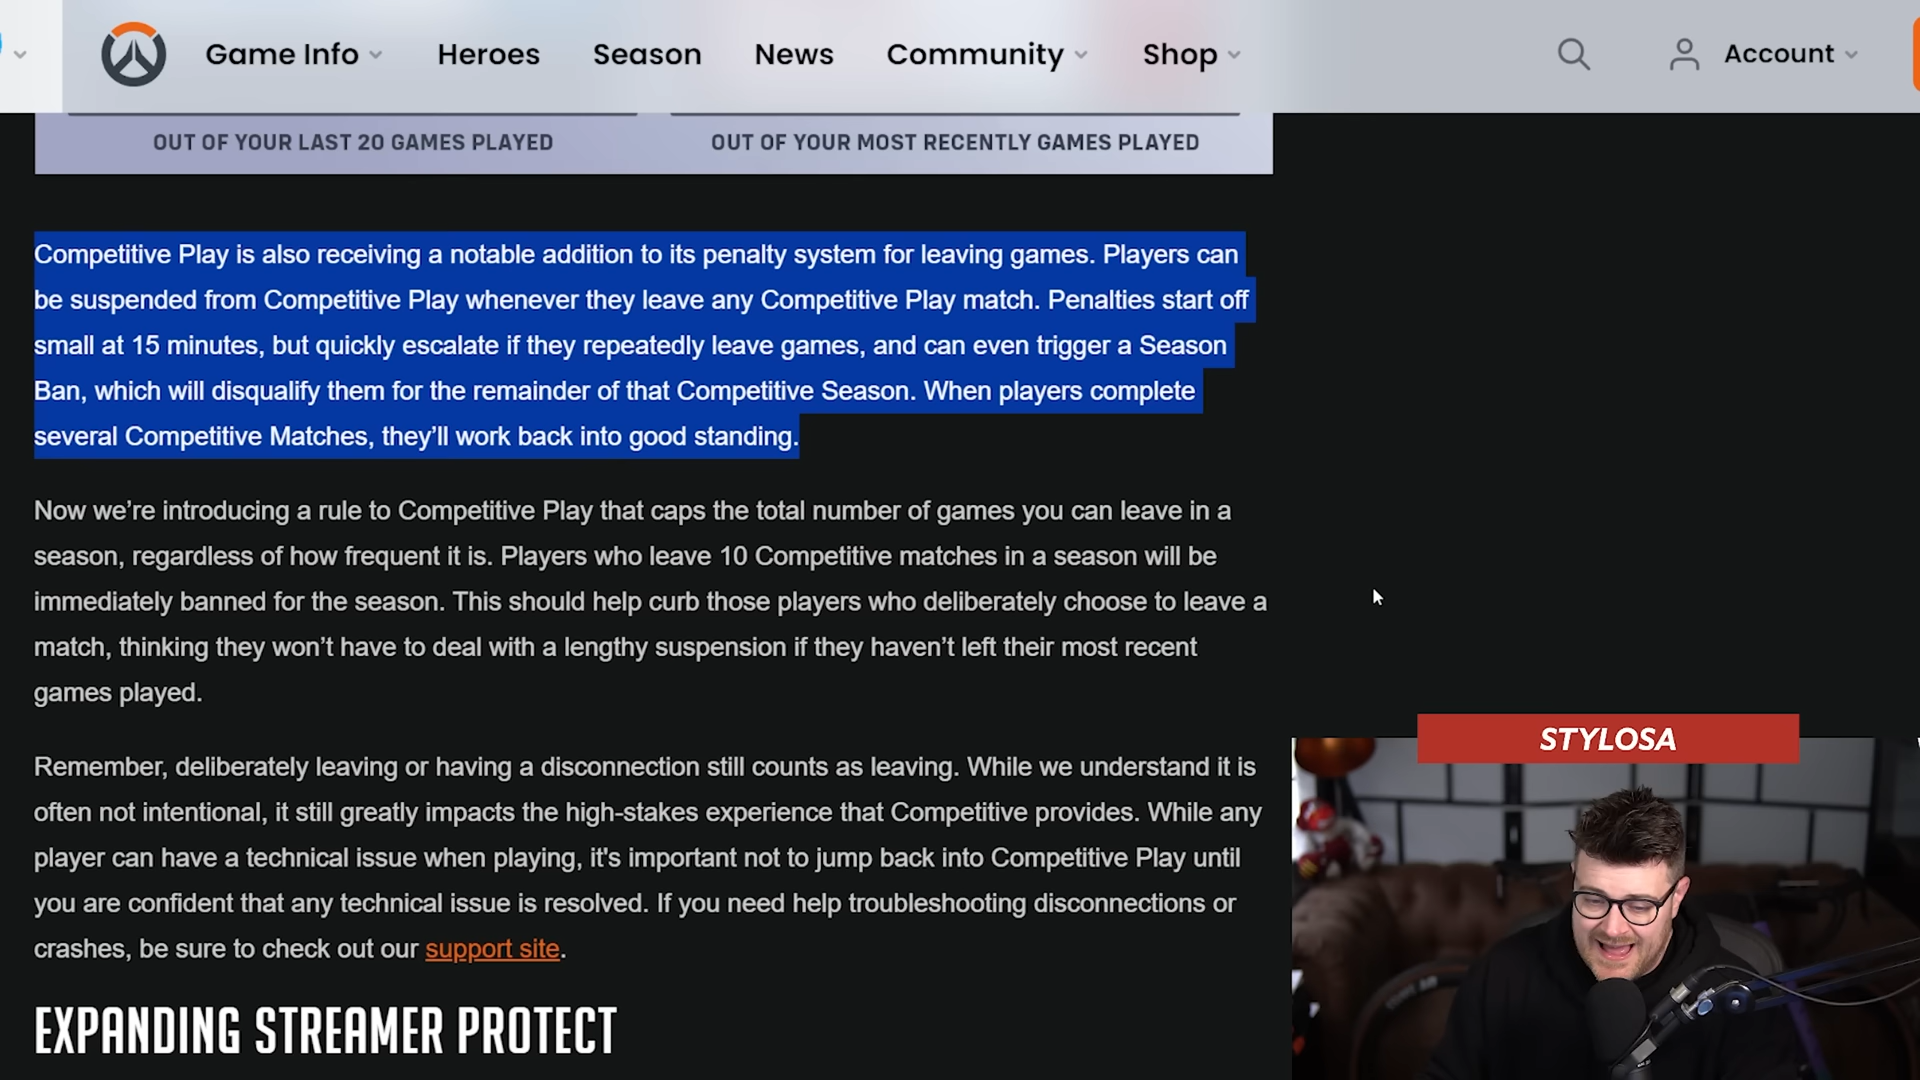 Game Info
Heroes
Season
News
Community
Shop
Account
OUT OF YOUR LAST 20 GAMES PLAYED
OUT OF YOUR MOST RECENTLY GAMES PLAYED
Competitive Play is also receiving a notable addition to its penalty system for leaving games. Players can
be suspended from Competitive Play whenever they leave any Competitive Play match. Penalties start off
small at 15 minutes, but quickly escalate if they repeatedly leave games, and can even trigger a Season
Ban, which will disqualify them for the remainder of that Competitive Season. When players complete
several Competitive Matches, they’ll work back into good standing.
Now we’re introducing a rule to Competitive Play that caps the total number of games you can leave in a
season, regardless of how frequent it is. Players who leave 10 Competitive matches in a season will be
immediately banned for the season. This should help curb those players who deliberately choose to leave a
match, thinking they won’t have to deal with a lengthy suspension if they haven’t left their most recent
games played.
Remember, deliberately leaving or having a disconnection still counts as leaving. While we understand it is
often not intentional, it still greatly impacts the high-stakes experience that Competitive provides. While any
player can have a technical issue when playing, it's important not to jump back into Competitive Play until
you are confident that any technical issue is resolved. If you need help troubleshooting disconnections or
crashes, be sure to check out our support site.
EXPANDING STREAMER PROTECT
STYLOSA